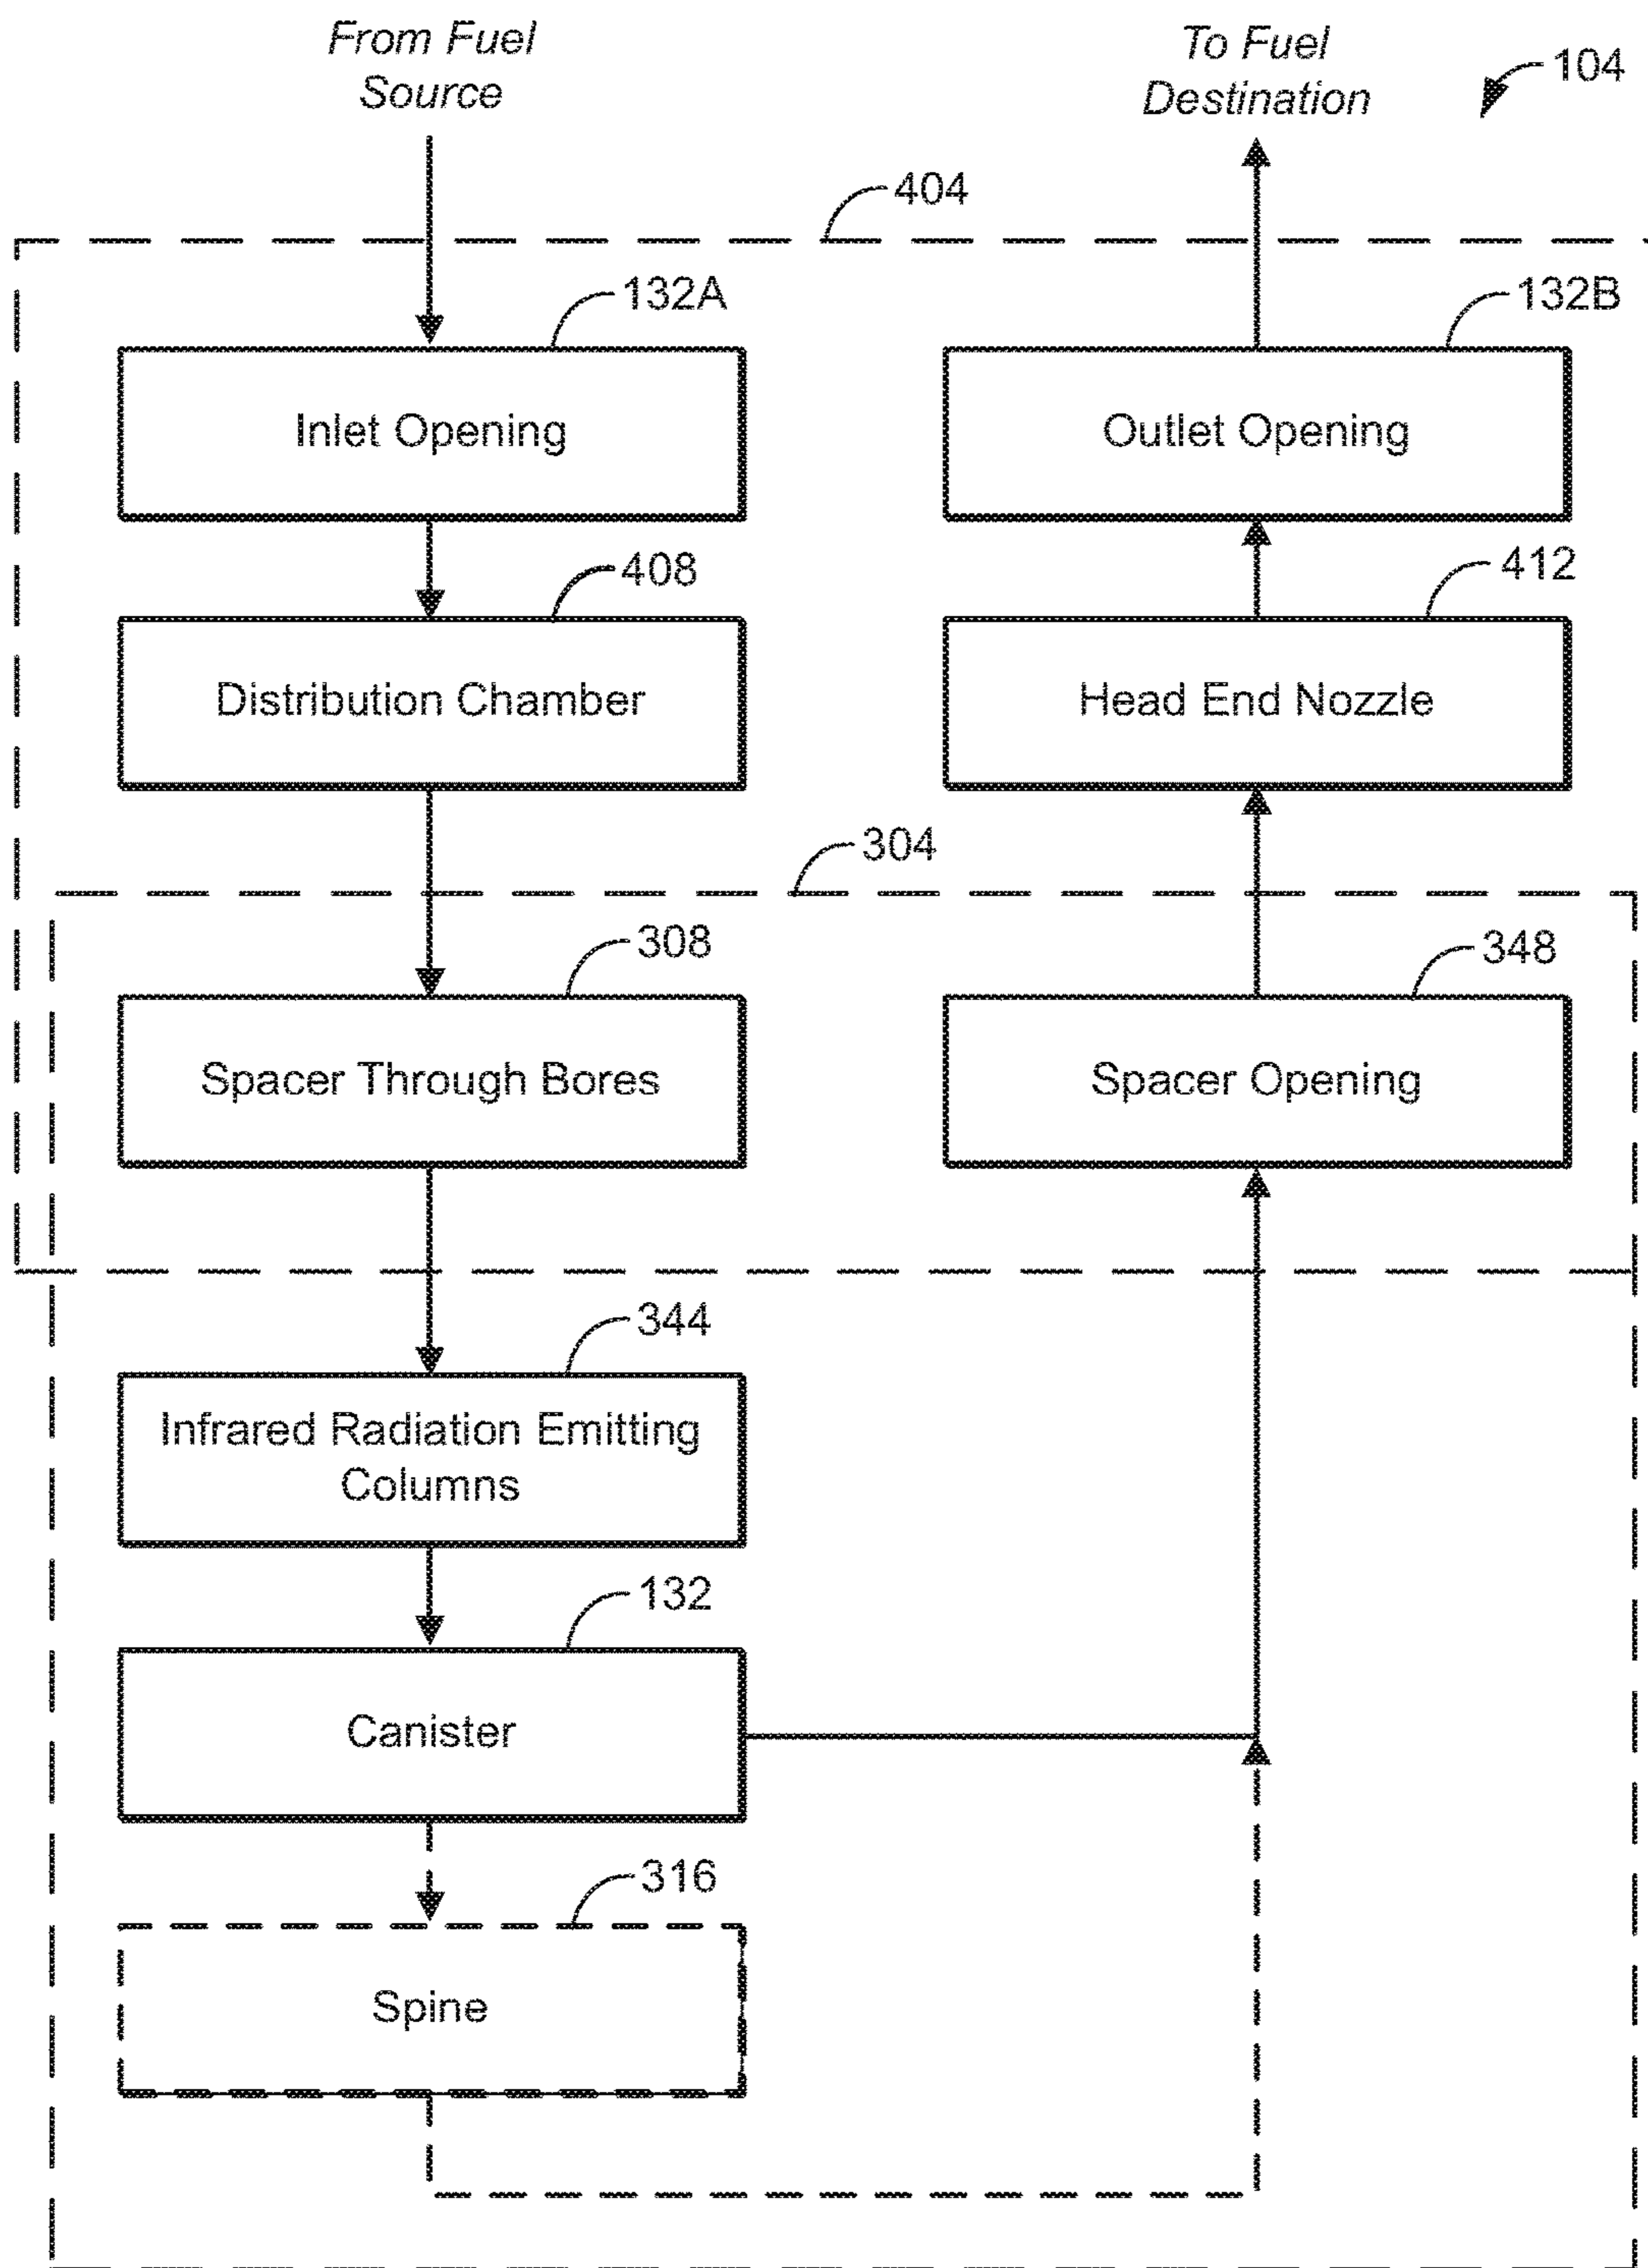 From Fuel
Source
To Fuel
Destination
104
404
132A
132B
Inlet Opening
Outlet Opening
408
412
Distribution Chamber
Head End Nozzle
304
308
348
Spacer Through Bores
Spacer Opening
344
Infrared Radiation Emitting
Columns
132
Canister
316
Spine